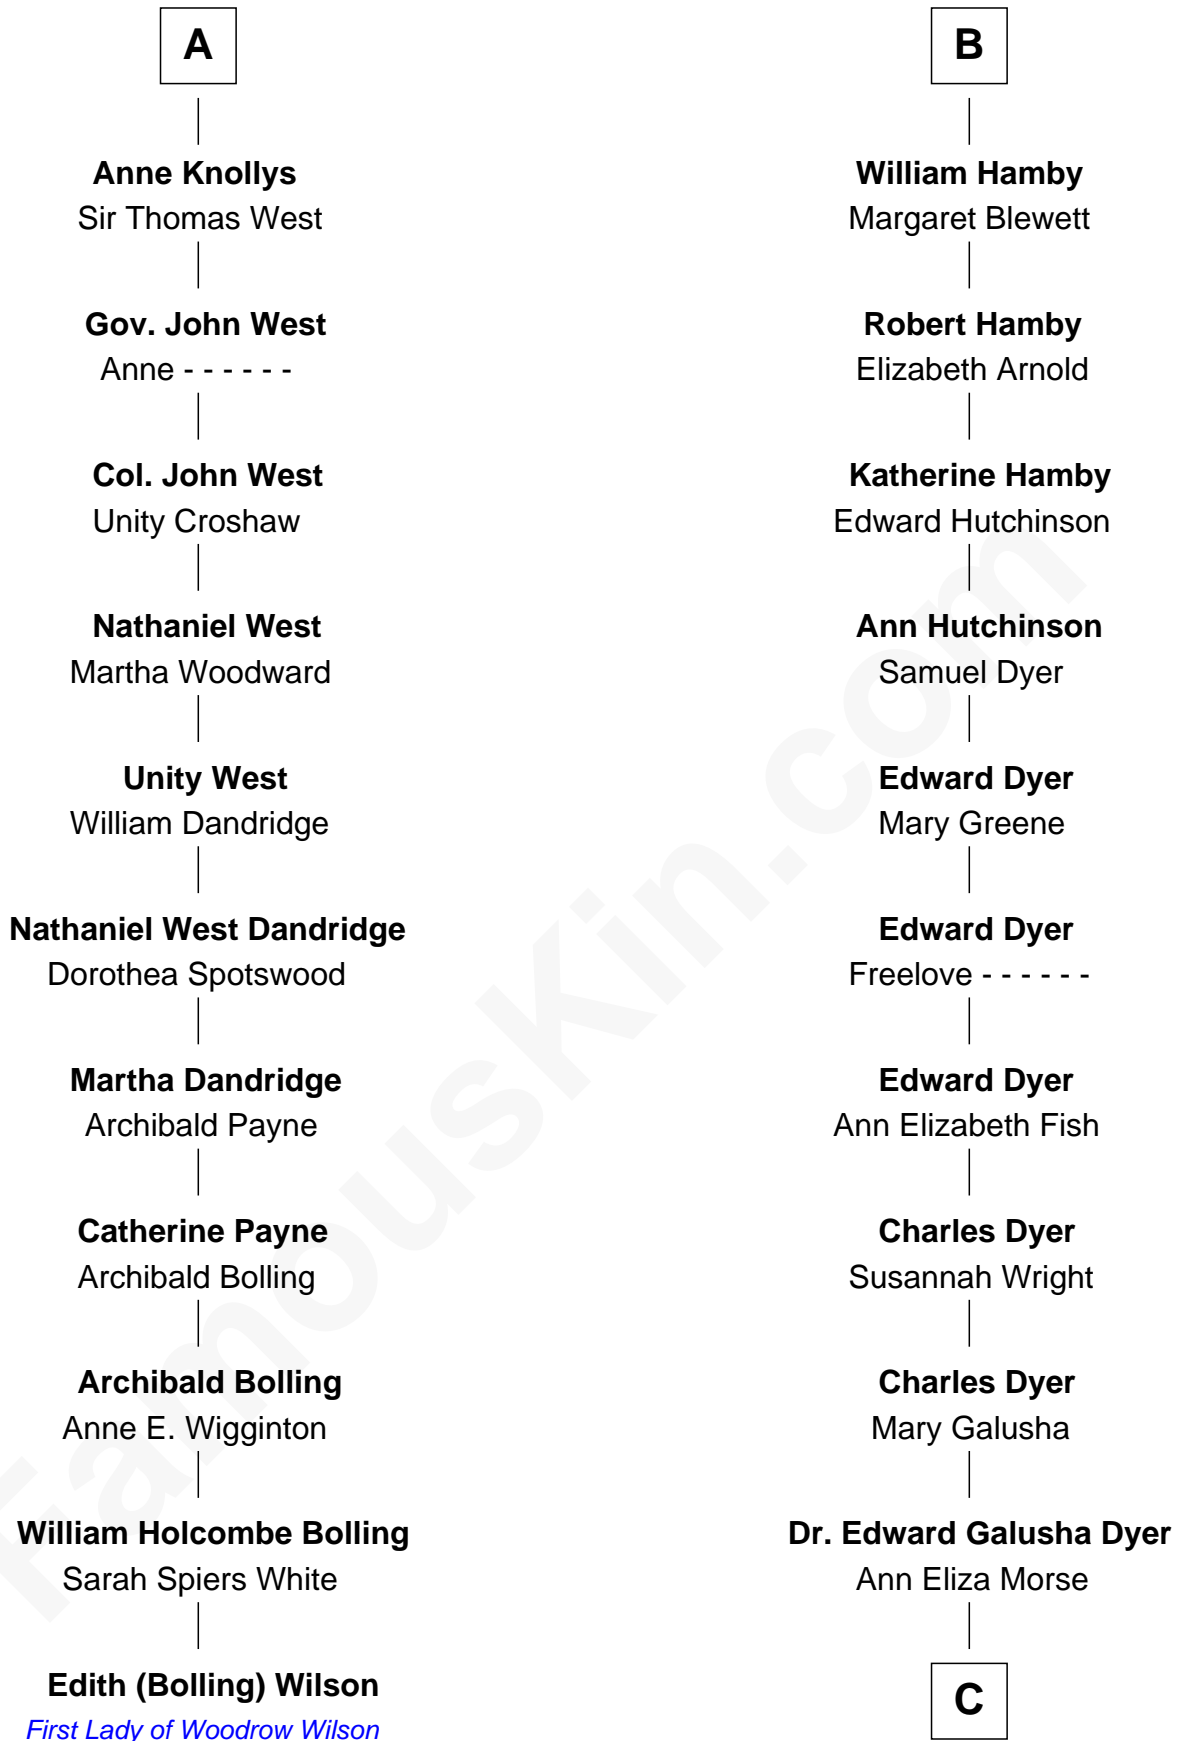 A
Anne Knollys
Sir Thomas West
Gov. John West
Anne - - - - - -
Col. John West
Unity Croshaw
Nathaniel West
Martha Woodward
Unity West
William Dandridge
Nathaniel West Dandridge
Dorothea Spotswood
Martha Dandridge
Archibald Payne
Catherine Payne
Archibald Bolling
Archibald Bolling
Anne E. Wigginton
William Holcombe Bolling
Sarah Spiers White
Edith (Bolling) Wilson
First Lady of Woodrow Wilson
B
William Hamby
Margaret Blewett
Robert Hamby
Elizabeth Arnold
Katherine Hamby
Edward Hutchinson
Ann Hutchinson
Samuel Dyer
Edward Dyer
Mary Greene
Edward Dyer
Freelove - - - - - -
Edward Dyer
Ann Elizabeth Fish
Charles Dyer
Susannah Wright
Charles Dyer
Mary Galusha
Dr. Edward Galusha Dyer
Ann Eliza Morse
C
FamousKin.com